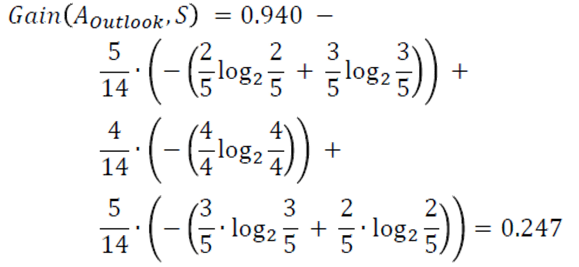 Gain(A_Outlook, S) = 0.940 −
5/14 · (−(2/5 log₂ 2/5 + 3/5 log₂ 3/5)) +
4/14 · (−(4/4 log₂ 4/4)) +
5/14 · (−(3/5 · log₂ 3/5 + 2/5 · log₂ 2/5)) = 0.247